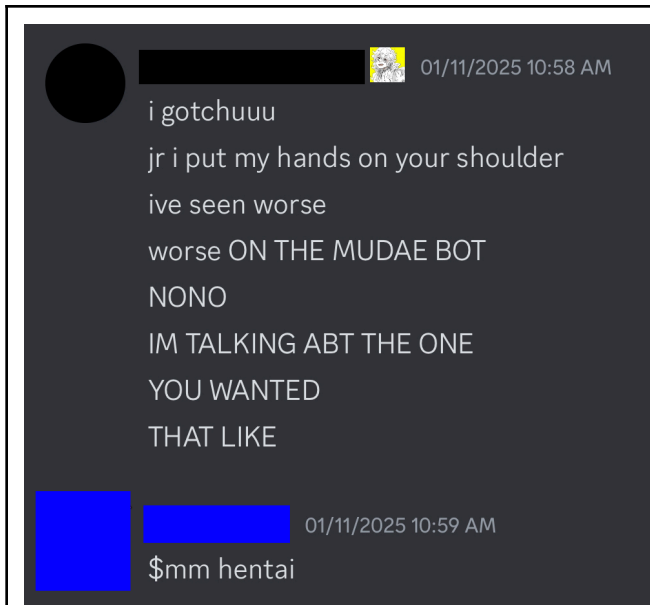 01/11/2025 10:58 AM
i gotchuuu
jr i put my hands on your shoulder
ive seen worse
worse ON THE MUDAE BOT
NONO
IM TALKING ABT THE ONE
YOU WANTED
THAT LIKE
01/11/2025 10:59 AM
$mm hentai